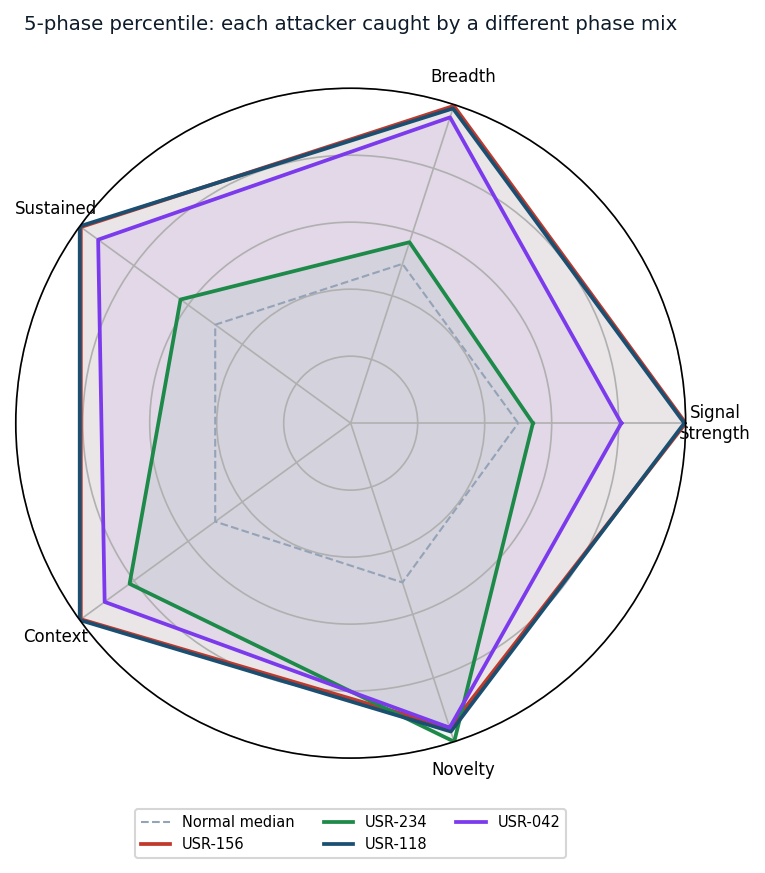 5-phase percentile: each attacker caught by a different phase mix
Breadth
Sustained
Signal
Strength
Context
Novelty
Normal median
USR-156
USR-234
USR-118
USR-042